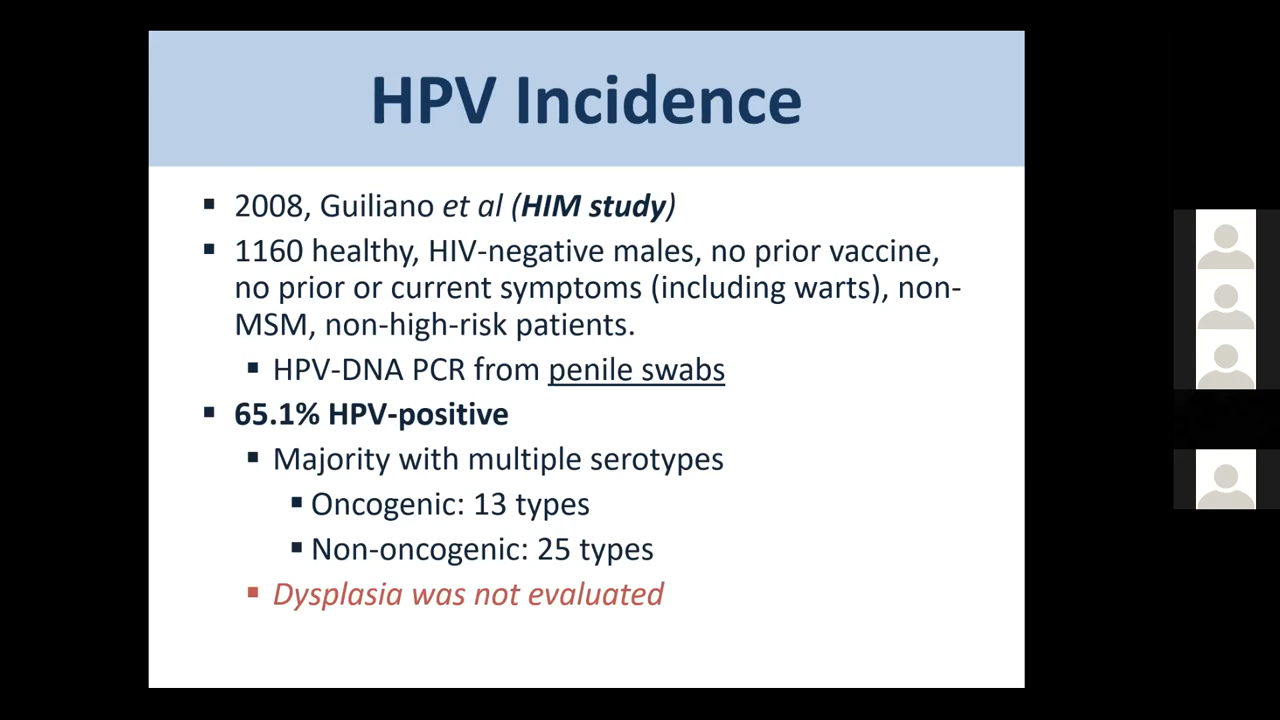 HPV Incidence
▪ 2008, Guiliano et al (HIM study)
▪ 1160 healthy, HIV-negative males, no prior vaccine,
no prior or current symptoms (including warts), non-
MSM, non-high-risk patients.
▪ HPV-DNA PCR from penile swabs
▪ 65.1% HPV-positive
▪ Majority with multiple serotypes
▪ Oncogenic: 13 types
▪ Non-oncogenic: 25 types
▪ Dysplasia was not evaluated